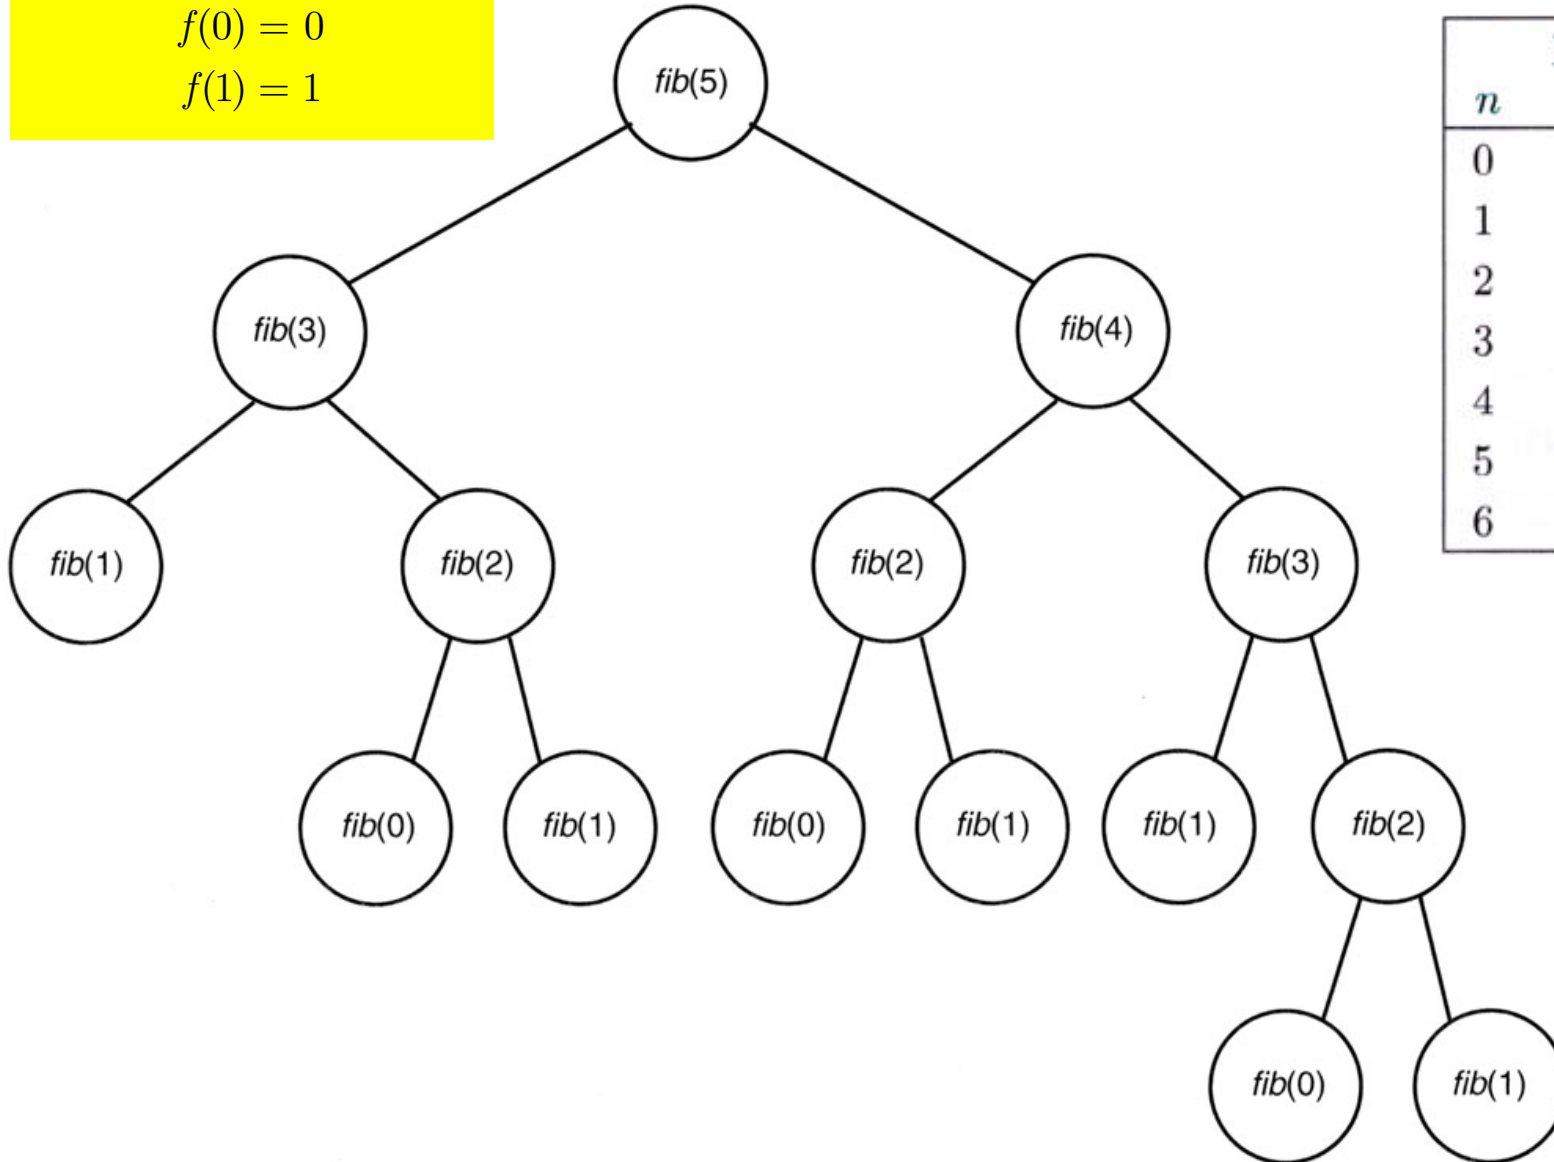 f(0) = 0
f(1) = 1
fib(5)
n
0
1
2
3
4
5
6
fib(3)
fib(4)
fib(1)
fib(2)
fib(2)
fib(3)
fib(0)
fib(1)
fib(0)
fib(1)
fib(1)
fib(2)
fib(0)
fib(1)